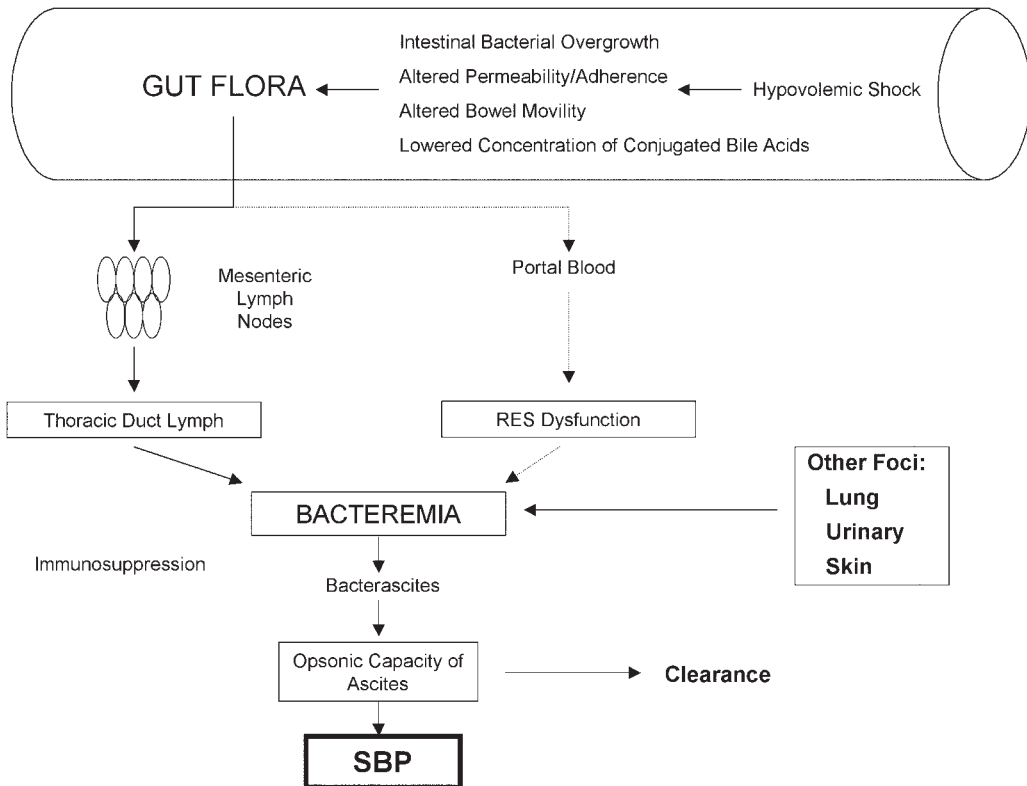 Intestinal Bacterial Overgrowth
GUT FLORA
Altered Permeability/Adherence
Hypovolemic Shock
Altered Bowel Movility
Lowered Concentration of Conjugated Bile Acids
Mesenteric
Lymph
Nodes
Portal Blood
Thoracic Duct Lymph
RES Dysfunction
Other Foci:
Lung
Urinary
Skin
BACTEREMIA
Immunosuppression
Bacterascites
Opsonic Capacity of
Ascites
Clearance
SBP